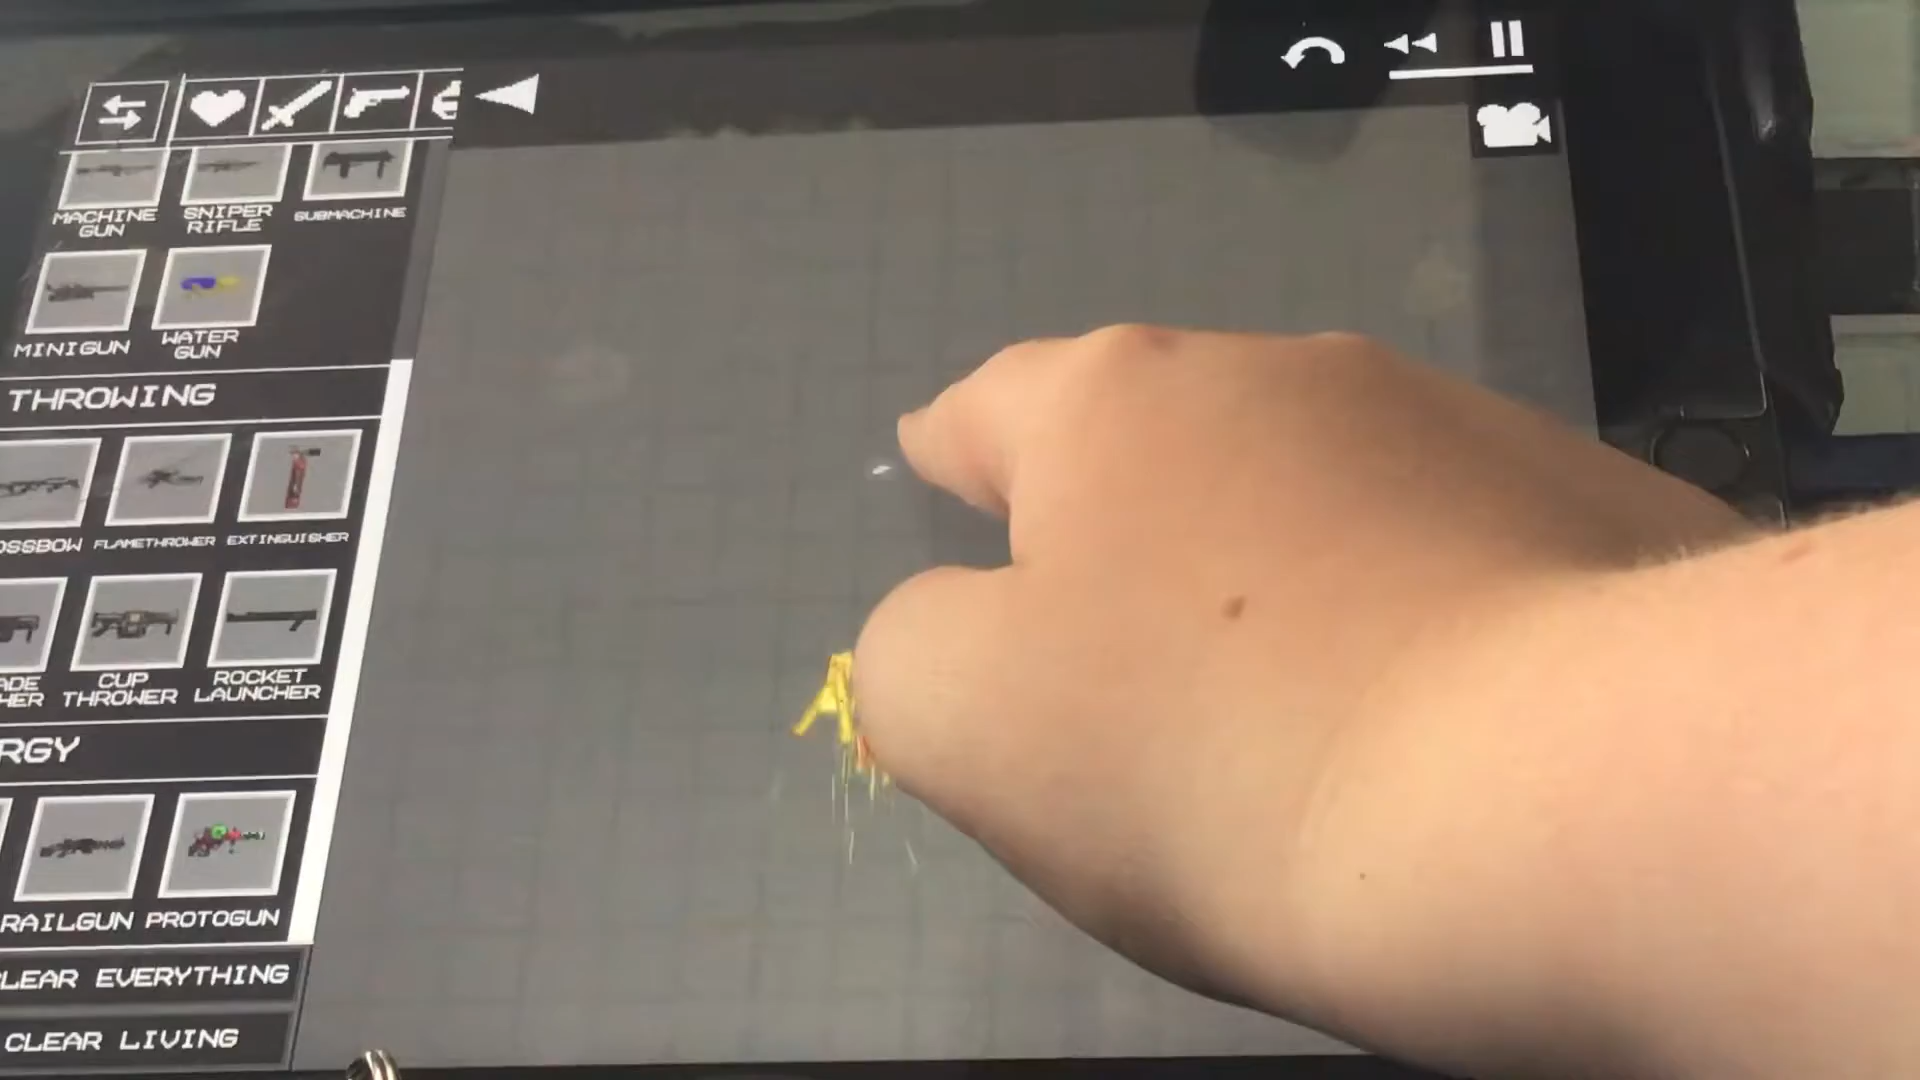 MACHINE
GUN
SNIPER
RIFLE
SUBMACHINE
MINIGUN
WATER
GUN
THROWING
OSSBOW
FLAMETHROWER
EXTINGUISHER
ADE
HER
CUP
THROWER
ROCKET
LAUNCHER
RGY
RAILGUN
PROTOGUN
LEAR EVERYTHING
CLEAR LIVING